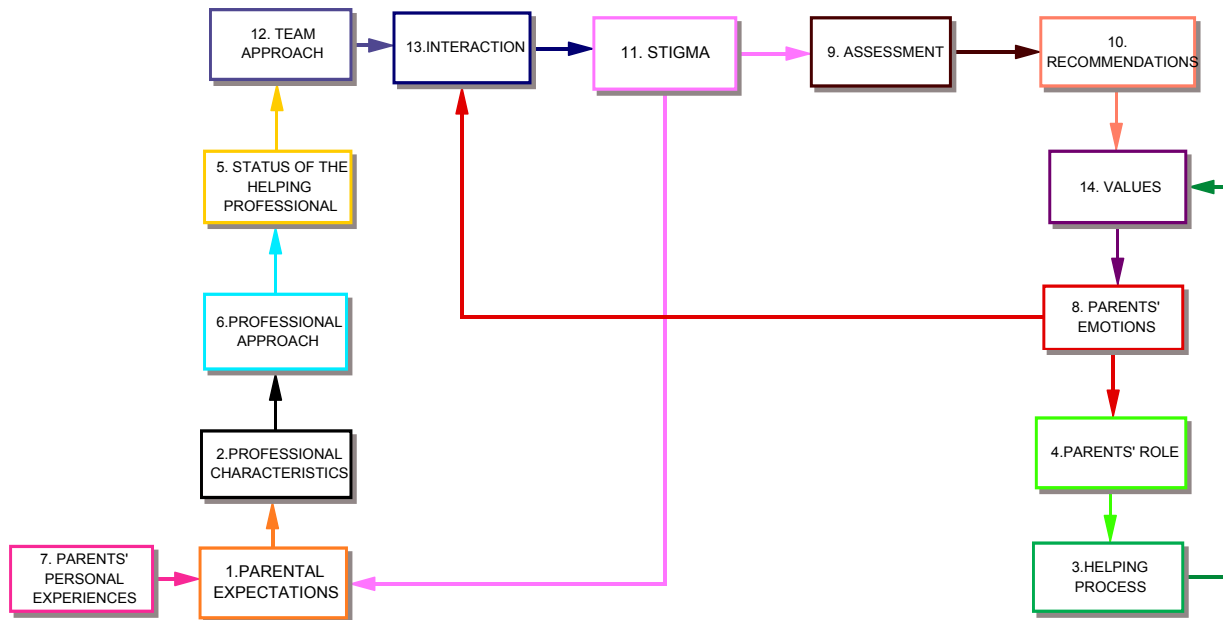 12. TEAM
APPROACH
13.INTERACTION
11. STIGMA
9. ASSESSMENT
10.
RECOMMENDATIONS
5. STATUS OF THE
HELPING
PROFESSIONAL
14. VALUES
6.PROFESSIONAL
APPROACH
8. PARENTS'
EMOTIONS
2.PROFESSIONAL
CHARACTERISTICS
4.PARENTS' ROLE
7. PARENTS'
PERSONAL
EXPERIENCES
1.PARENTAL
EXPECTATIONS
3.HELPING
PROCESS